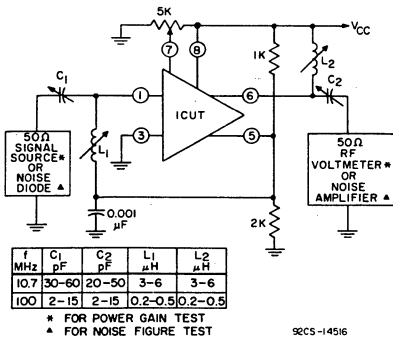 5K
VCC
7
8
1K
L2
C1
C2
1
6
ICUT
3
5
L1
50Ω
SIGNAL
SOURCE*
OR
NOISE
DIODE ▲
50Ω
RF
VOLTMETER*
OR
NOISE
AMPLIFIER ▲
0.001
μF
2K
f MHz C1 pF C2 pF L1 μH L2 μH
10.7 30-60 20-50 3-6 3-6
100 2-15 2-15 0.2-0.5 0.2-0.5
* FOR POWER GAIN TEST
▲ FOR NOISE FIGURE TEST
92CS-14516